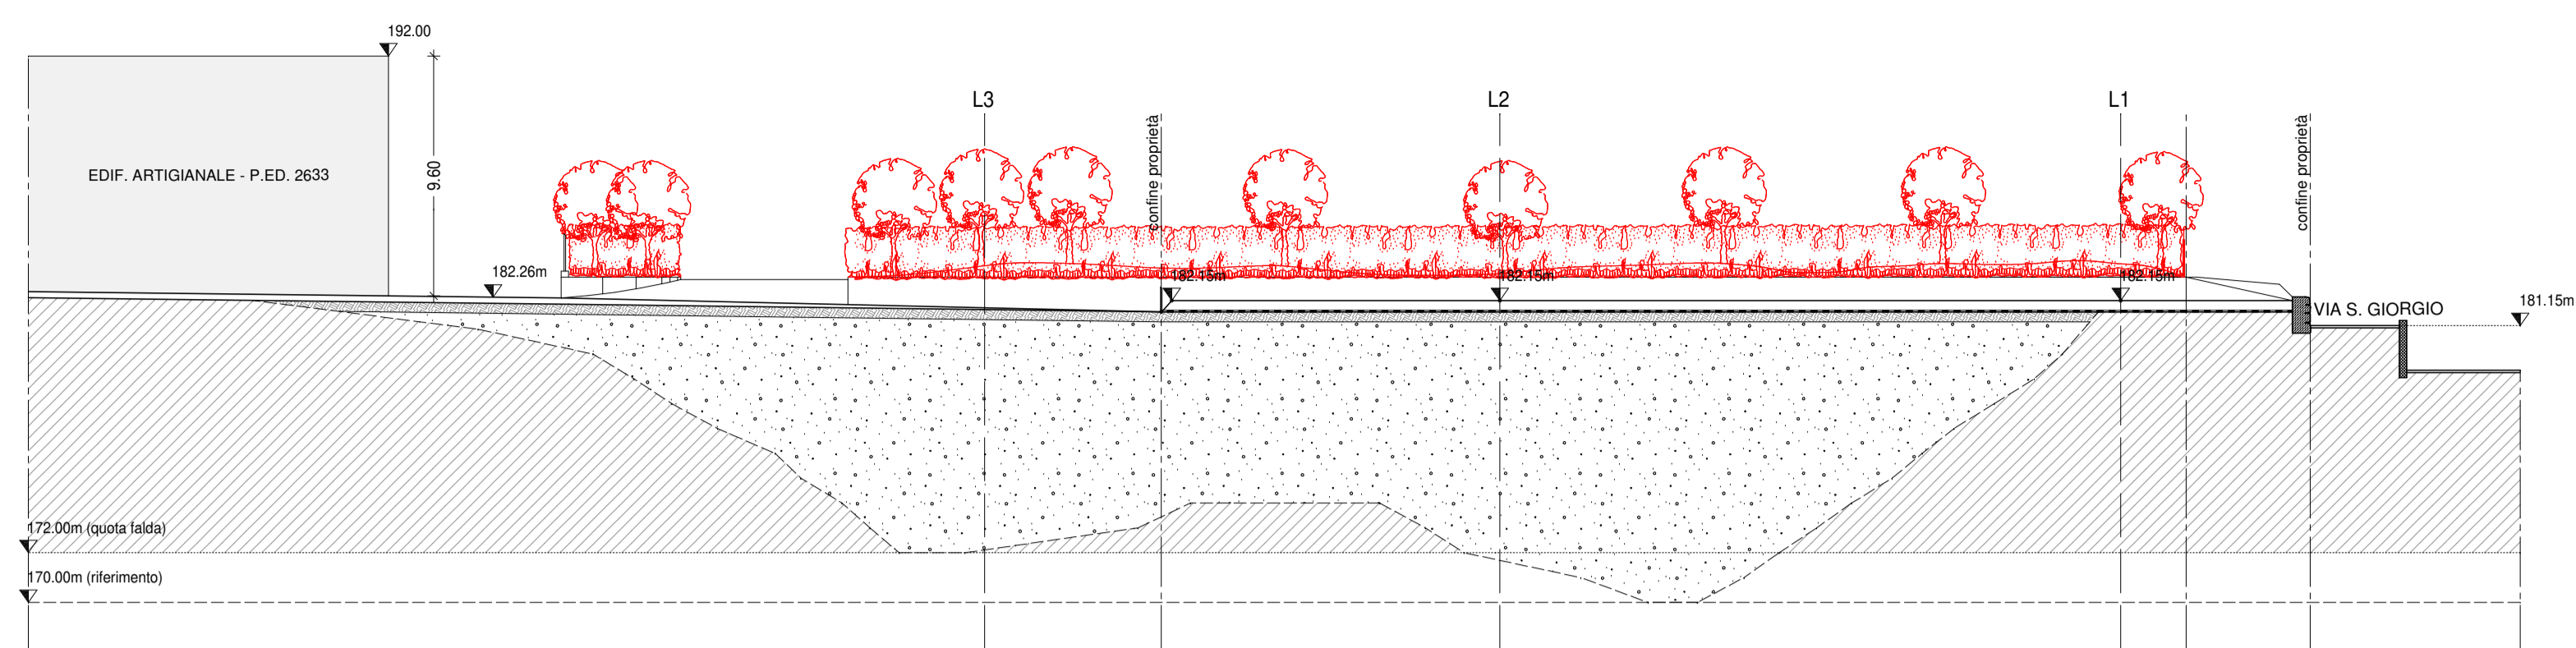 192.00
L3
L2
L1
confine proprietà
confine proprietà
EDIF. ARTIGIANALE - P.ED. 2633
9.60
182.26m
182.15m
182.15m
182.15m
VIA S. GIORGIO
181.15m
172.00m (quota falda)
170.00m (riferimento)